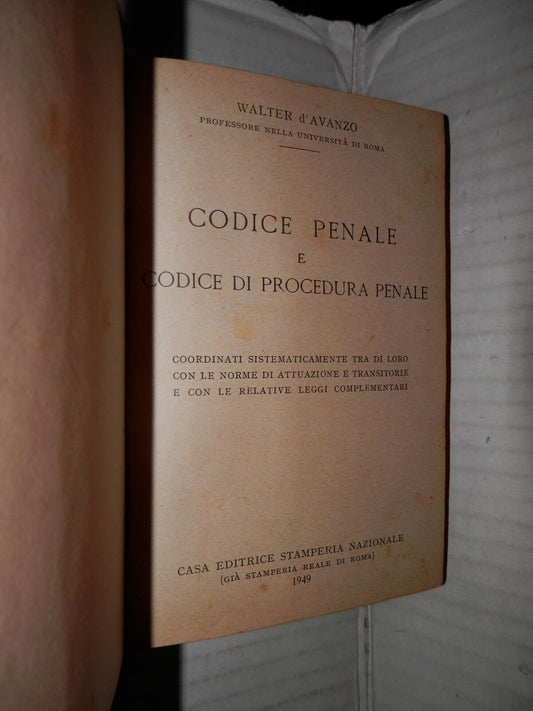 WALTER d'AVANZO
PROFESSORE NELLA UNIVERSITÀ DI ROMA
CODICE PENALE
E
CODICE DI PROCEDURA PENALE
COORDINATI SISTEMATICAMENTE TRA DI LORO
CON LE NORME DI ATTUAZIONE E TRANSITORIE
E CON LE RELATIVE LEGGI COMPLEMENTARI
CASA EDITRICE STAMPERIA NAZIONALE
(GIÀ STAMPERIA REALE DI ROMA)
1949